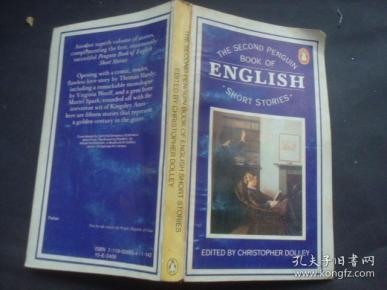 Another superb volume of stories,
complementing the first, enormously
successful Penguin Book of English
Short Stories
Opening with a comic, tender,
flawless love story by Thomas Hardy
including a remarkable monologue
by Virginia Woolf, and a gem from
Muriel Spark, rounded off with the
irreverent wit of Kingsley Amis –
here are fifteen stories that represent
a golden century in the genre.
Fiction
ISBN
THE SECOND PENGUIN BOOK OF ENGLISH SHORT STORIES
EDITED BY CHRISTOPHER DOLLEY
THE SECOND PENGUIN
BOOK OF
ENGLISH
·SHORT STORIES·
EDITED BY CHRISTOPHER DOLLEY
孔夫子旧书网